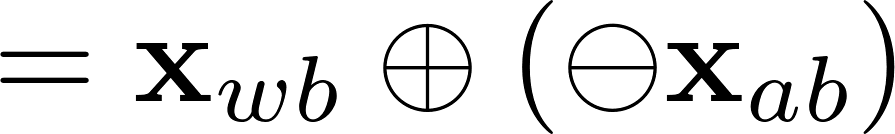 = 𝐱_{wb} ⊕ (⊖𝐱_{ab})